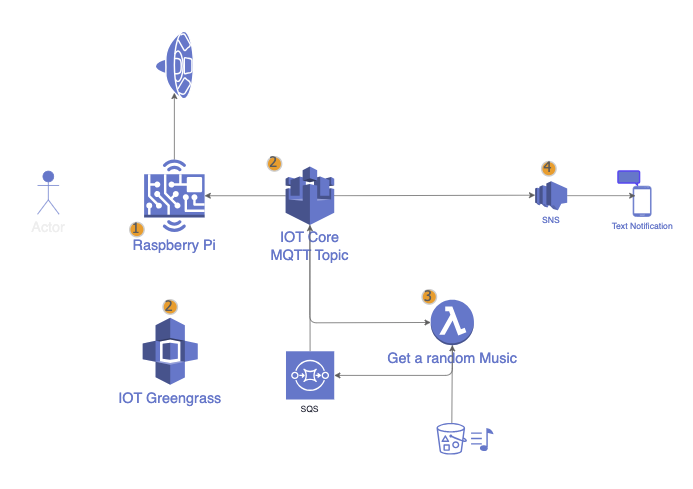 4
2
SNS
Text Notification
Actor
1
Raspberry Pi
IOT Core
MQTT Topic
2
3
Get a random Music
IOT Greengrass
SQS